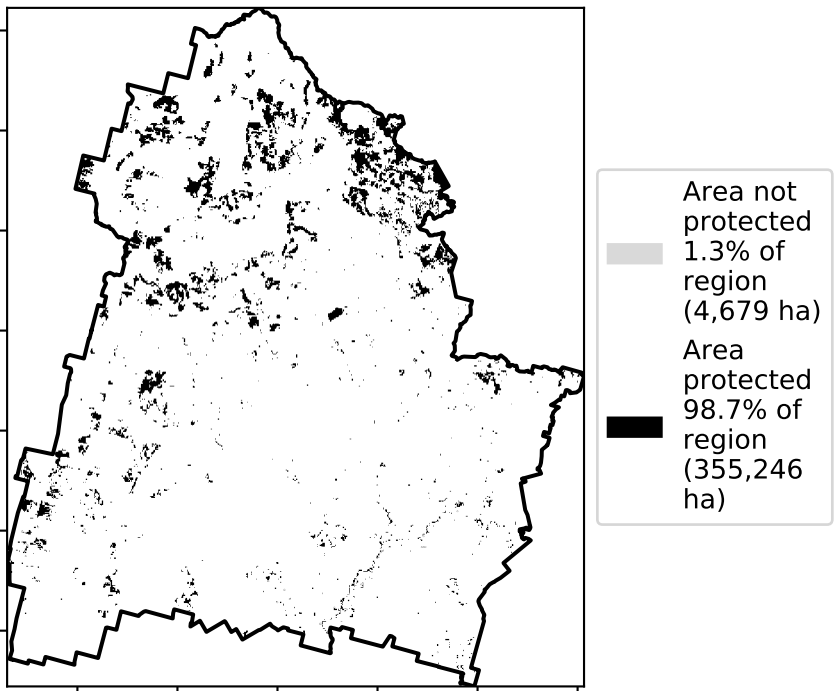 Area not
protected
1.3% of
region
(4,679 ha)
Area
protected
98.7% of
region
(355,246
ha)